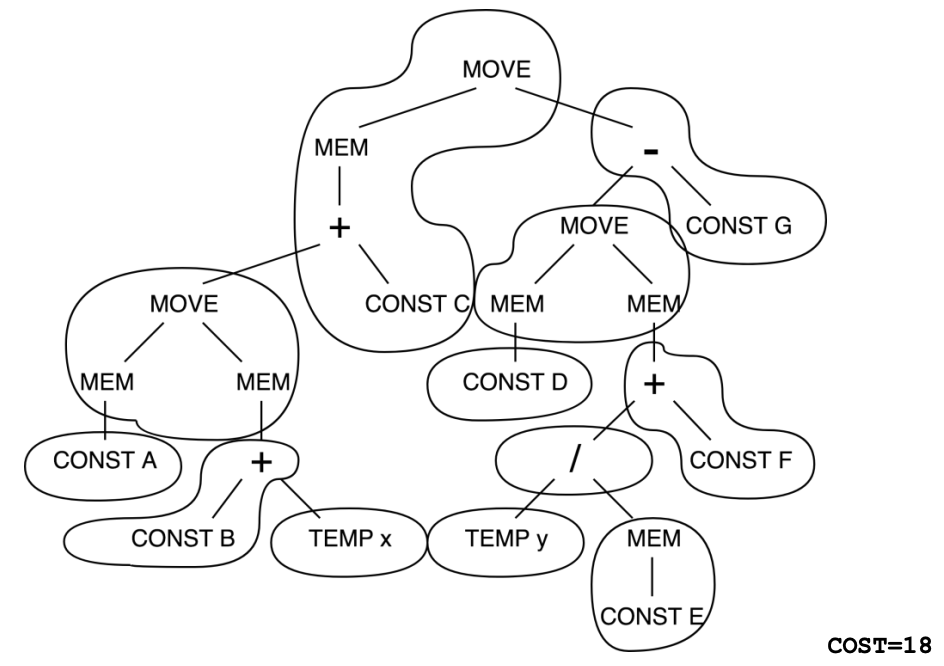 MOVE
MEM -
+ MOVE CONST G
MOVE CONST C MEM MEM
MEM MEM CONST D +
CONST A + / CONST F
CONST B TEMP x TEMP y MEM
CONST E
COST=18